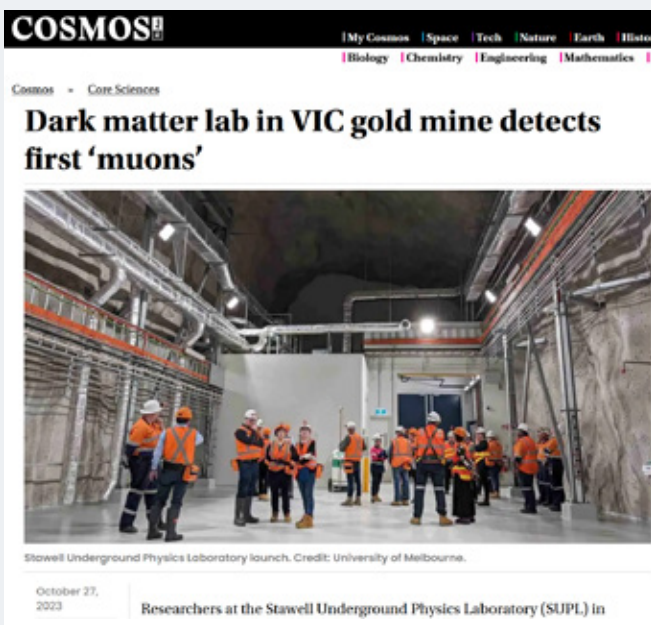 COSMOS
My Cosmos Space Tech Nature Earth
Biology Chemistry Engineering Mathematics
Cosmos Core Sciences
Dark matter lab in VIC gold mine detects
first ‘muons’
Stawell Underground Physics Laboratory launch. Credit: University of Melbourne.
October 27,
2023
Researchers at the Stawell Underground Physics Laboratory (SUPL) in